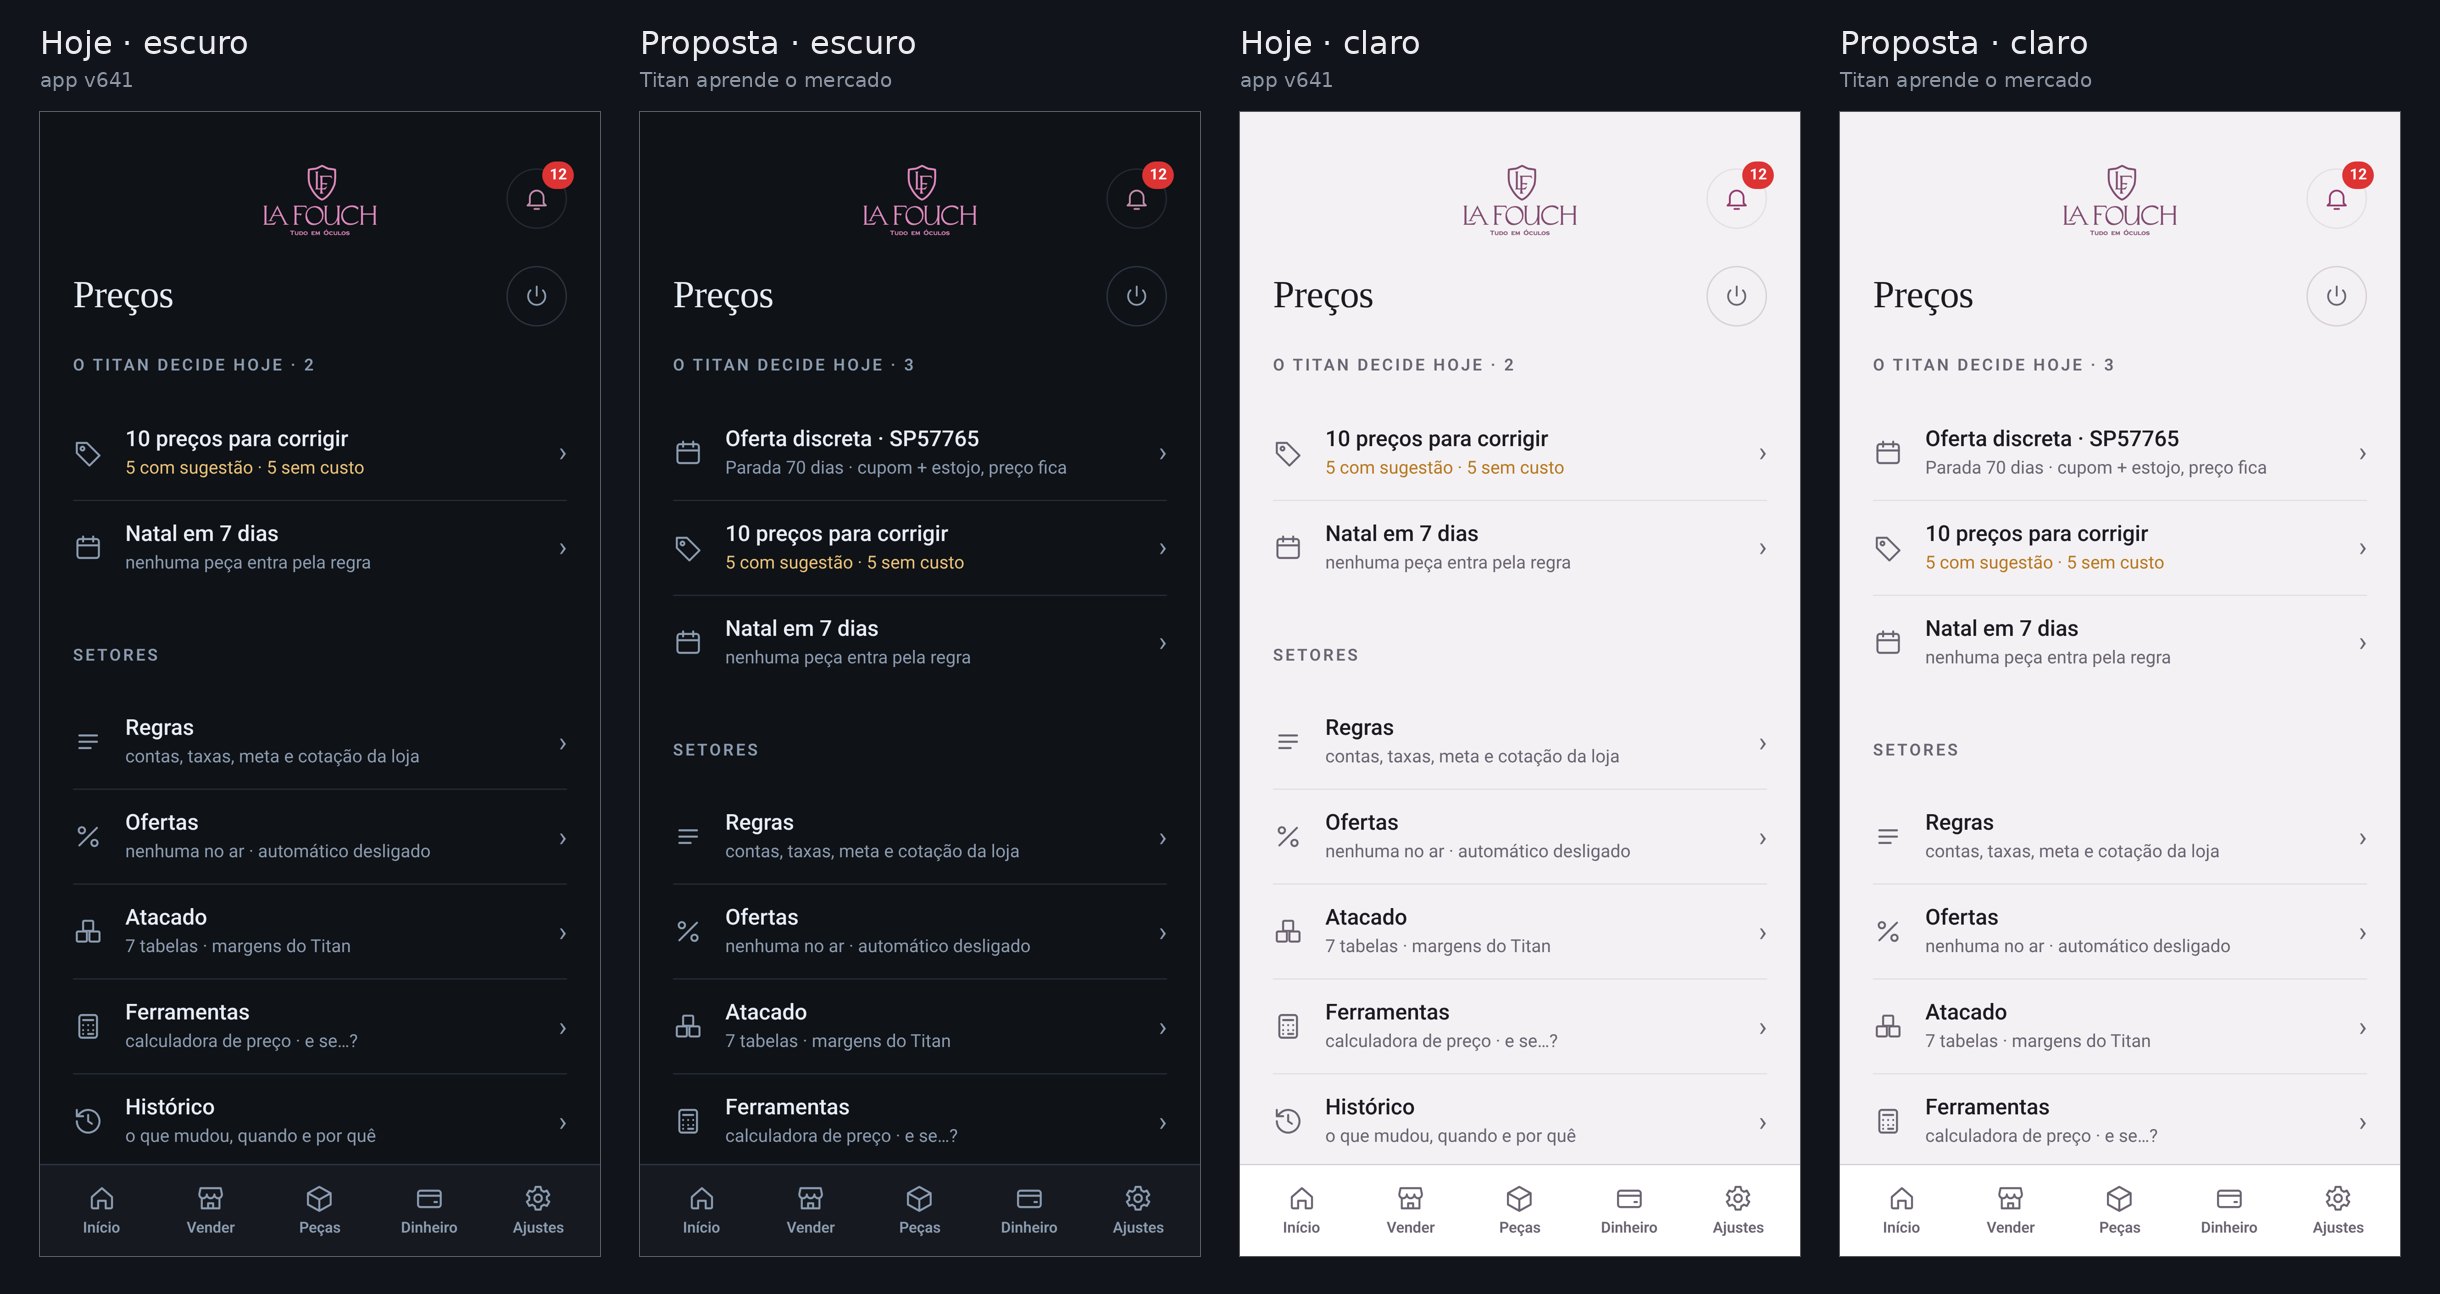 Hoje · escuro
app v641
LA FOUCH
TUDO EM ÓCULOS
12
Preços
O TITAN DECIDE HOJE · 2
10 preços para corrigir
5 com sugestão · 5 sem custo
Natal em 7 dias
nenhuma peça entra pela regra
SETORES
Regras
contas, taxas, meta e cotação da loja
Ofertas
nenhuma no ar · automático desligado
Atacado
7 tabelas · margens do Titan
Ferramentas
calculadora de preço · e se...?
Histórico
o que mudou, quando e por quê
Início Vender Peças Dinheiro Ajustes
Proposta · escuro
Titan aprende o mercado
LA FOUCH
TUDO EM ÓCULOS
12
Preços
O TITAN DECIDE HOJE · 3
Oferta discreta · SP57765
Parada 70 dias · cupom + estojo, preço fica
10 preços para corrigir
5 com sugestão · 5 sem custo
Natal em 7 dias
nenhuma peça entra pela regra
SETORES
Regras
contas, taxas, meta e cotação da loja
Ofertas
nenhuma no ar · automático desligado
Atacado
7 tabelas · margens do Titan
Ferramentas
calculadora de preço · e se...?
Início Vender Peças Dinheiro Ajustes
Hoje · claro
app v641
LA FOUCH
TUDO EM ÓCULOS
12
Preços
O TITAN DECIDE HOJE · 2
10 preços para corrigir
5 com sugestão · 5 sem custo
Natal em 7 dias
nenhuma peça entra pela regra
SETORES
Regras
contas, taxas, meta e cotação da loja
Ofertas
nenhuma no ar · automático desligado
Atacado
7 tabelas · margens do Titan
Ferramentas
calculadora de preço · e se...?
Histórico
o que mudou, quando e por quê
Início Vender Peças Dinheiro Ajustes
Proposta · claro
Titan aprende o mercado
LA FOUCH
TUDO EM ÓCULOS
12
Preços
O TITAN DECIDE HOJE · 3
Oferta discreta · SP57765
Parada 70 dias · cupom + estojo, preço fica
10 preços para corrigir
5 com sugestão · 5 sem custo
Natal em 7 dias
nenhuma peça entra pela regra
SETORES
Regras
contas, taxas, meta e cotação da loja
Ofertas
nenhuma no ar · automático desligado
Atacado
7 tabelas · margens do Titan
Ferramentas
calculadora de preço · e se...?
Início Vender Peças Dinheiro Ajustes